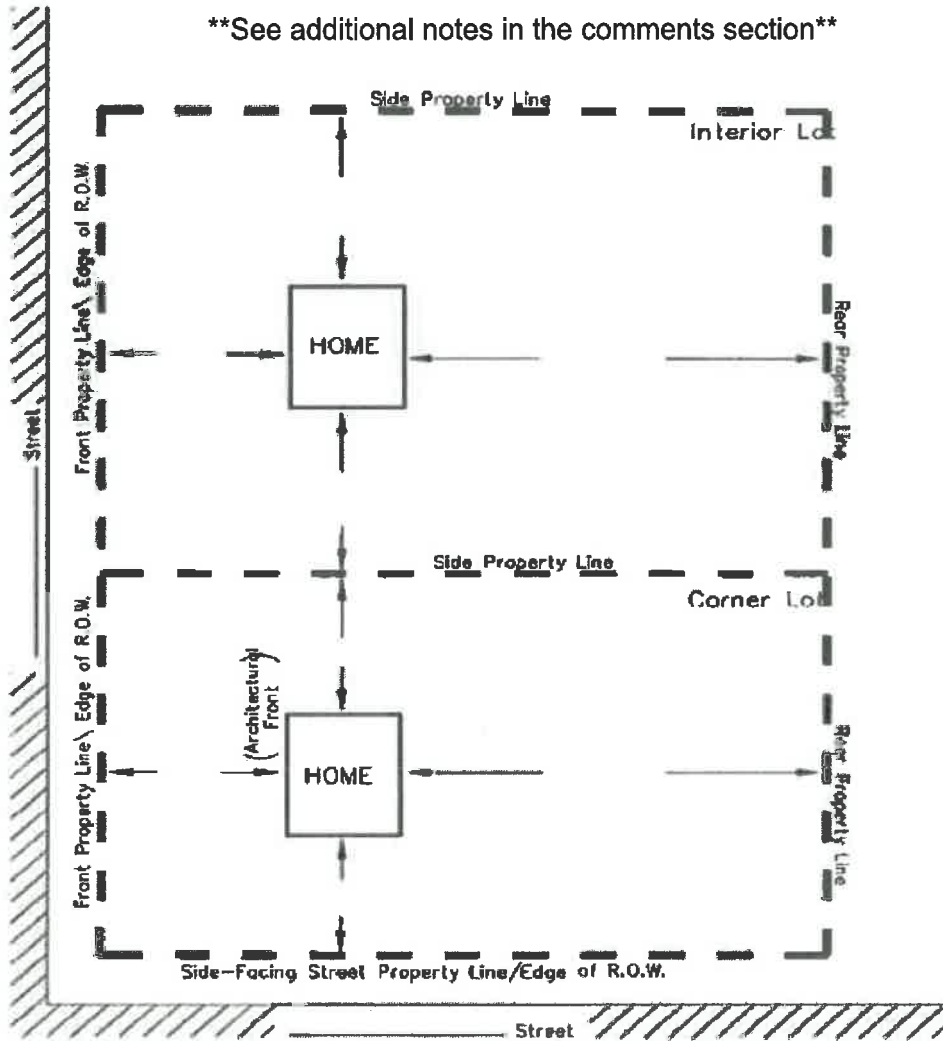 **See additional notes in the comments section**
Side Property Line
Interior Lot
Front Property Line\ Edge of R.O.W.
HOME
Rear Property Line
Street
Side Property Line
Corner Lot
Front Property Line\ Edge of R.O.W.
(Architectural
Front)
HOME
Rear Property Line
Side-Facing Street Property Line/Edge of R.O.W.
Street